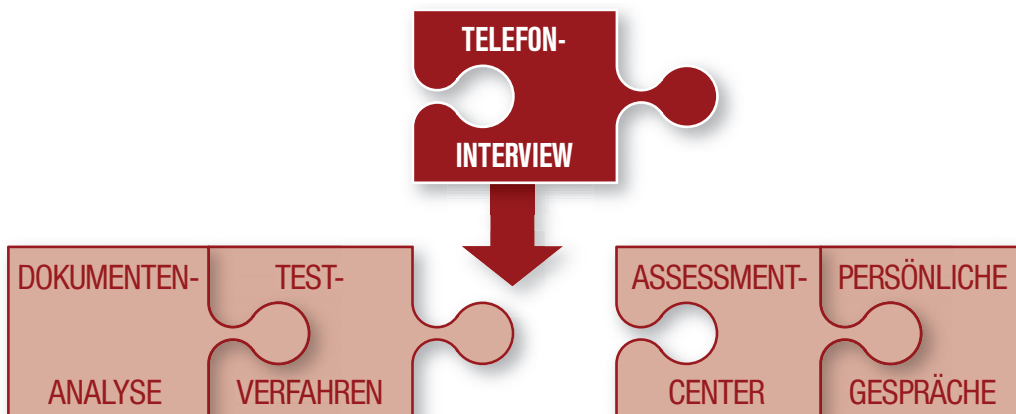 TELEFON-
INTERVIEW
DOKUMENTEN-
ANALYSE
TEST-
VERFAHREN
ASSESSMENT-
CENTER
PERSÖNLICHE
GESPRÄCHE